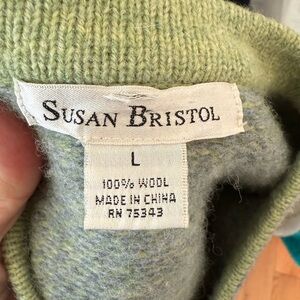 SUSAN BRISTOL
L
100% WOOL
MADE IN CHINA
RN 75343